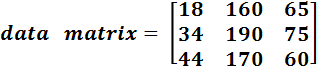 data matrix = [18 160 65
34 190 75
44 170 60]